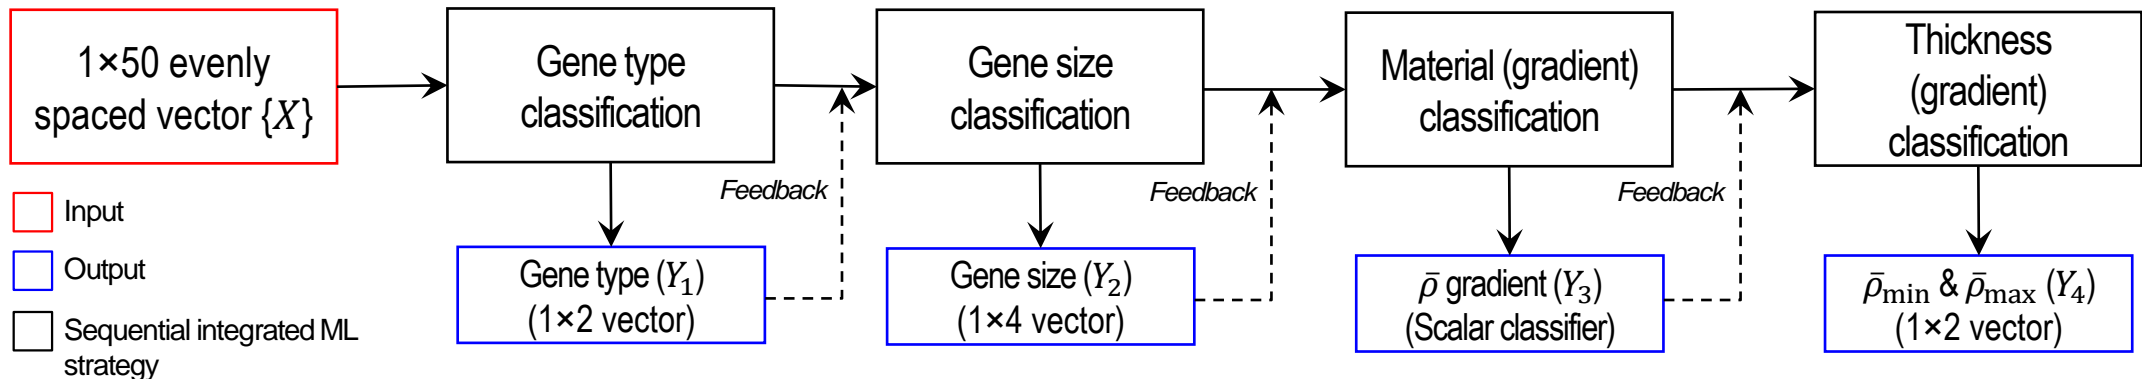 1×50 evenly
spaced vector {X}
Gene type
classification
Gene size
classification
Material (gradient)
classification
Thickness
(gradient)
classification
Feedback
Feedback
Feedback
Input
Output
Sequential integrated ML
strategy
Gene type (Y₁)
(1×2 vector)
Gene size (Y₂)
(1×4 vector)
ρ̄ gradient (Y₃)
(Scalar classifier)
ρ̄min & ρ̄max (Y₄)
(1×2 vector)